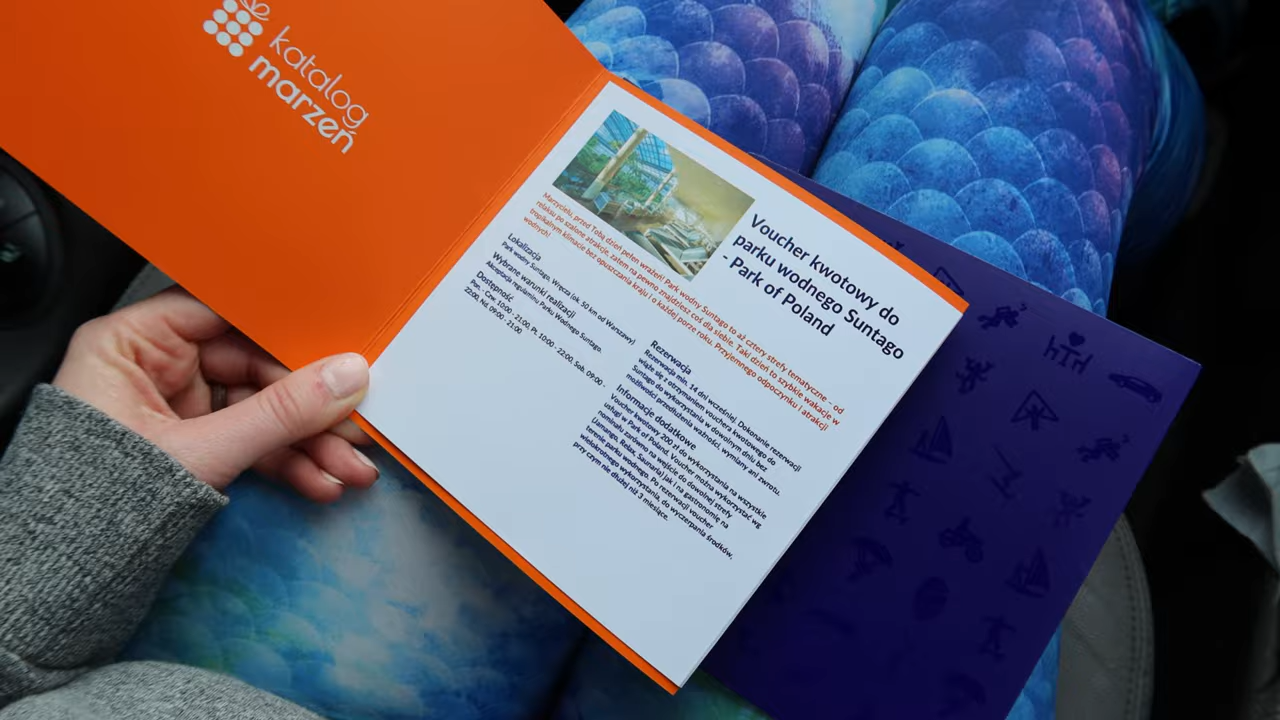 katalog
marzeń
Voucher kwotowy do
parku wodnego Suntago
- Park of Poland
Marzycielu, przed Tobą dzień pełen wrażeń! Park wodny Suntago to aż cztery strefy tematyczne – od
relaksu po szalone atrakcje, zatem na pewno znajdziesz coś dla siebie. Taki dzień to szybkie wakacje w
tropikalnym klimacie bez opuszczania kraju i o każdej porze roku. Przyjemnego odpoczynku i atrakcji
wodnych!
Lokalizacja
Park wodny Suntago, Wręcza (ok. 50 km od Warszawy)
Wybrane warunki realizacji
Akceptacja regulaminu Parku Wodnego Suntago.
Dostępność
Pon. - Czw. 10:00 - 21:00, Pt. 10:00 - 22:00, Sob. 09:00 -
22:00, Nd. 09:00 - 21:00
Rezerwacja
Rezerwacja min. 14 dni wcześniej. Dokonanie rezerwacji
wiąże się z otrzymaniem vouchera kwotowego do
Suntago do wykorzystania w dowolnym dniu bez
możliwości przedłużenia ważności, wymiany ani zwrotu.
Informacje dodatkowe
Voucher kwotowy 200 zł do wykorzystania na wszystkie
usługi w Park of Poland. Voucher można wykorzystać wg
nominału zarówno na wejście do dowolnej strefy
(Jamango, Relax, Saunaria) jak i na gastronomię na
terenie parku wodnego. Po rezerwacji voucher
wielokrotnego wykorzystania, do wyczerpania środków,
przy czym nie dłużej niż 3 miesiące.